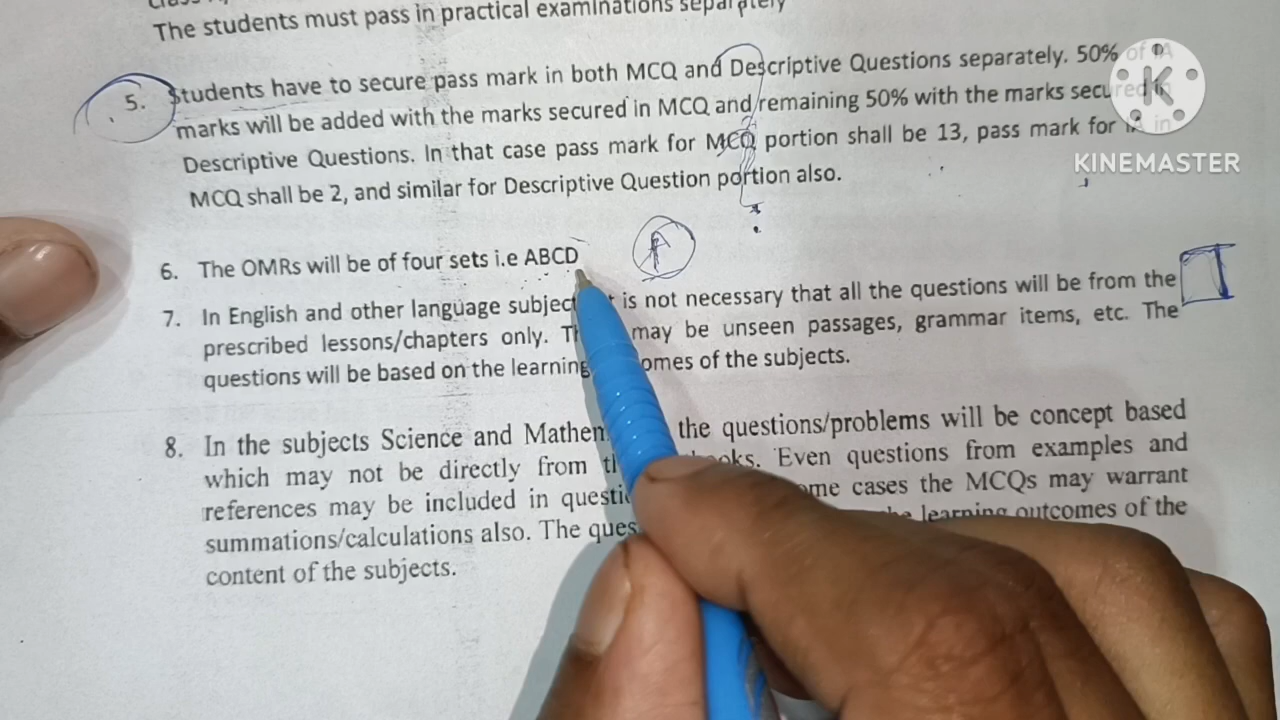 The students must pass in practical examinations separately
5. Students have to secure pass mark in both MCQ and Descriptive Questions separately. 50% of IA
marks will be added with the marks secured in MCQ and remaining 50% with the marks secured in
Descriptive Questions. In that case pass mark for MCQ portion shall be 13, pass mark for IA in
MCQ shall be 2, and similar for Descriptive Question portion also.
K
KINEMASTER
A
6. The OMRs will be of four sets i.e ABCD
7. In English and other language subject is not necessary that all the questions will be from the
prescribed lessons/chapters only. may be unseen passages, grammar items, etc. The
questions will be based on the learning omes of the subjects.
8. In the subjects Science and Mathem the questions/problems will be concept based
which may not be directly from ooks. Even questions from examples and
references may be included in questi ome cases the MCQs may warrant
summations/calculations also. The ques the learning outcomes of the
content of the subjects.